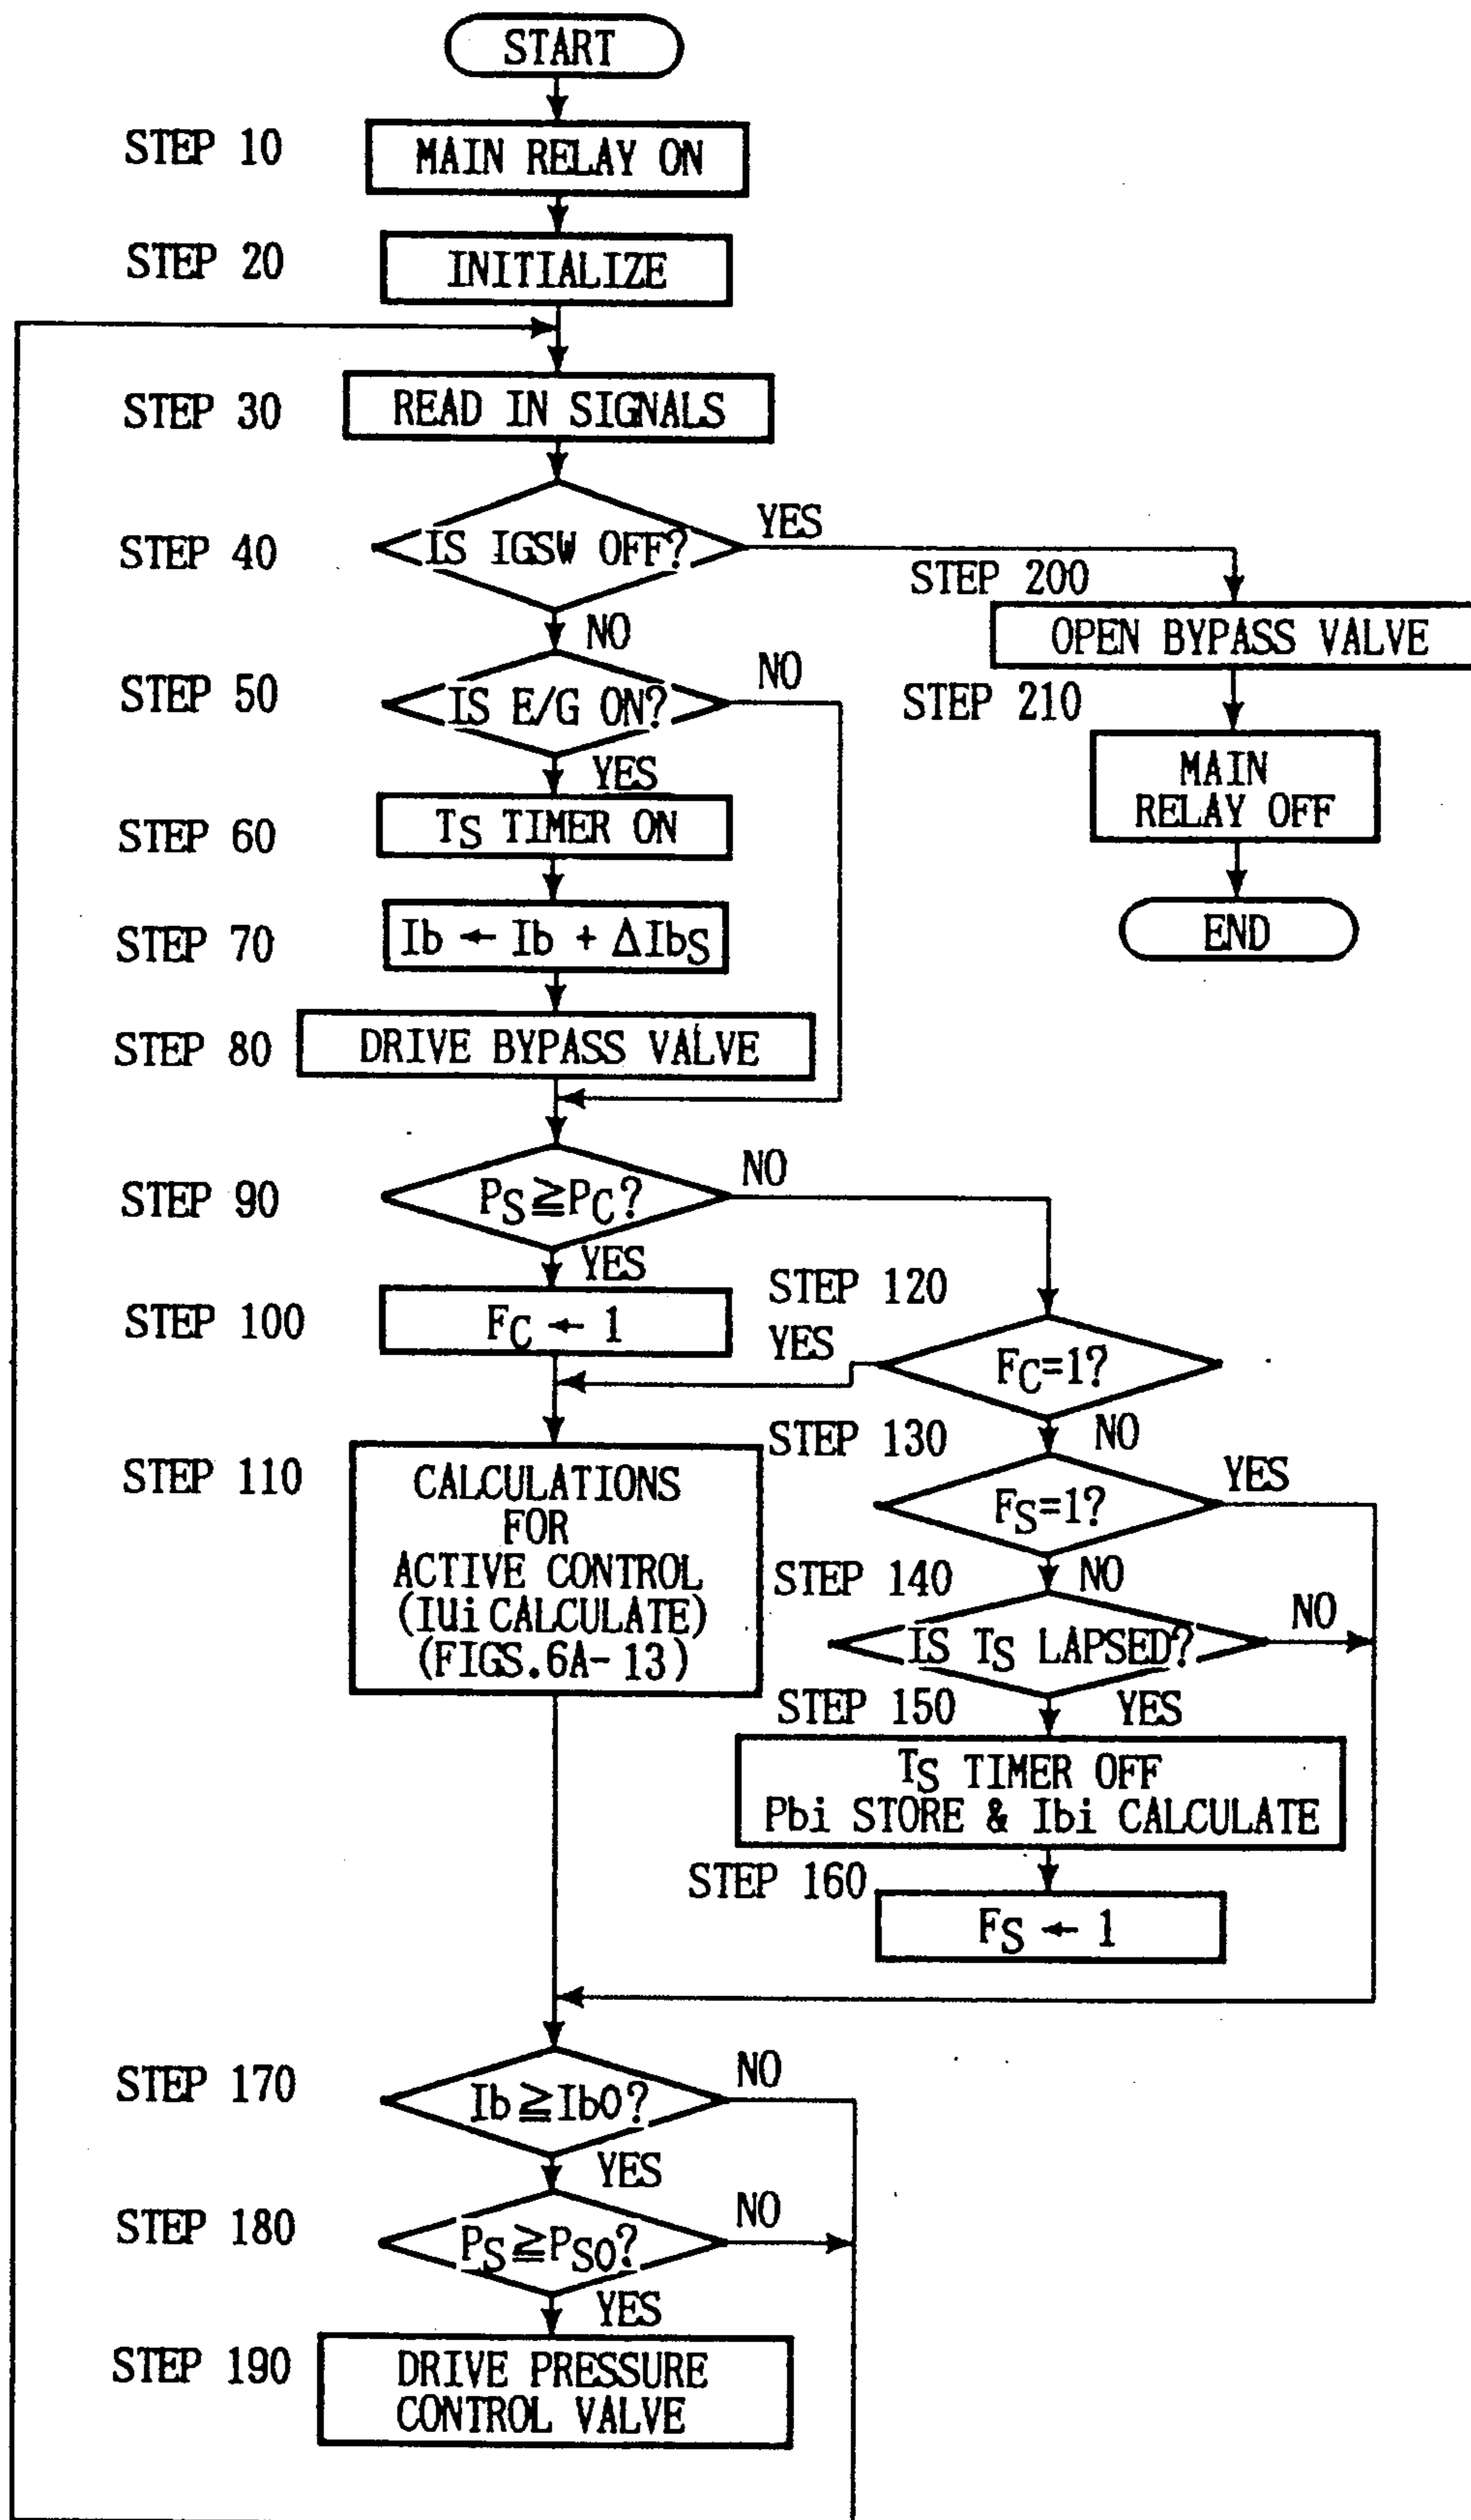 START
STEP 10
MAIN RELAY ON
STEP 20
INITIALIZE
STEP 30
READ IN SIGNALS
STEP 40
IS IGSW OFF?
YES
NO
STEP 200
OPEN BYPASS VALVE
STEP 210
MAIN
RELAY OFF
END
STEP 50
IS E/G ON?
NO
YES
STEP 60
TS TIMER ON
STEP 70
Ib ← Ib + ΔIbS
STEP 80
DRIVE BYPASS VALVE
STEP 90
PS≧PC?
NO
YES
STEP 100
FC ← 1
STEP 120
YES
FC=1?
NO
STEP 110
CALCULATIONS
FOR
ACTIVE CONTROL
(Iui CALCULATE)
(FIGS.6A-13)
STEP 130
FS=1?
YES
NO
STEP 140
IS TS LAPSED?
NO
YES
STEP 150
TS TIMER OFF
Pbi STORE & Ibi CALCULATE
STEP 160
FS ← 1
STEP 170
Ib≧Ib0?
NO
YES
STEP 180
PS≧PS0?
NO
YES
STEP 190
DRIVE PRESSURE
CONTROL VALVE